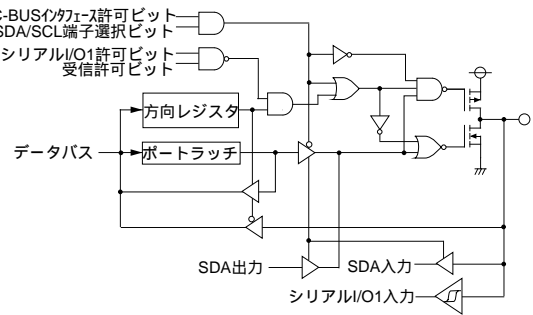 C-BUSｲﾝﾀﾌｪｰｽ許可ビット
SDA/SCL端子選択ビット
シリアルI/O1許可ビット
受信許可ビット
方向レジスタ
データバス
ポートラッチ
SDA出力
SDA入力
シリアルI/O1入力